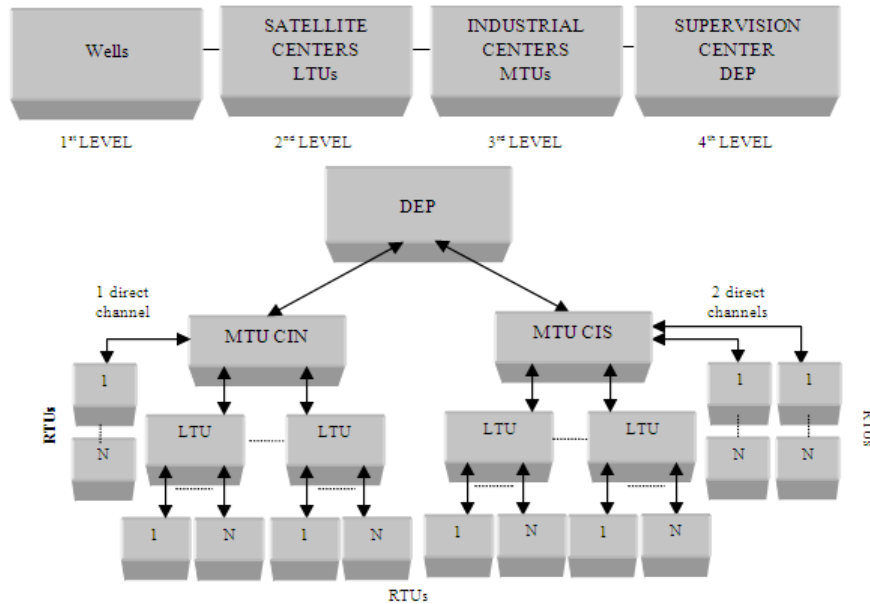 Wells
SATELLITE
CENTERS
LTUs
INDUSTRIAL
CENTERS
MTUs
SUPERVISION
CENTER
DEP
1st LEVEL
2nd LEVEL
3rd LEVEL
4th LEVEL
DEP
1 direct
channel
2 direct
channels
MTU CIN
MTU CIS
1
1
1
RTUs
RTUs
LTU
LTU
LTU
LTU
N
N
N
1
N
1
N
1
N
1
N
RTUs